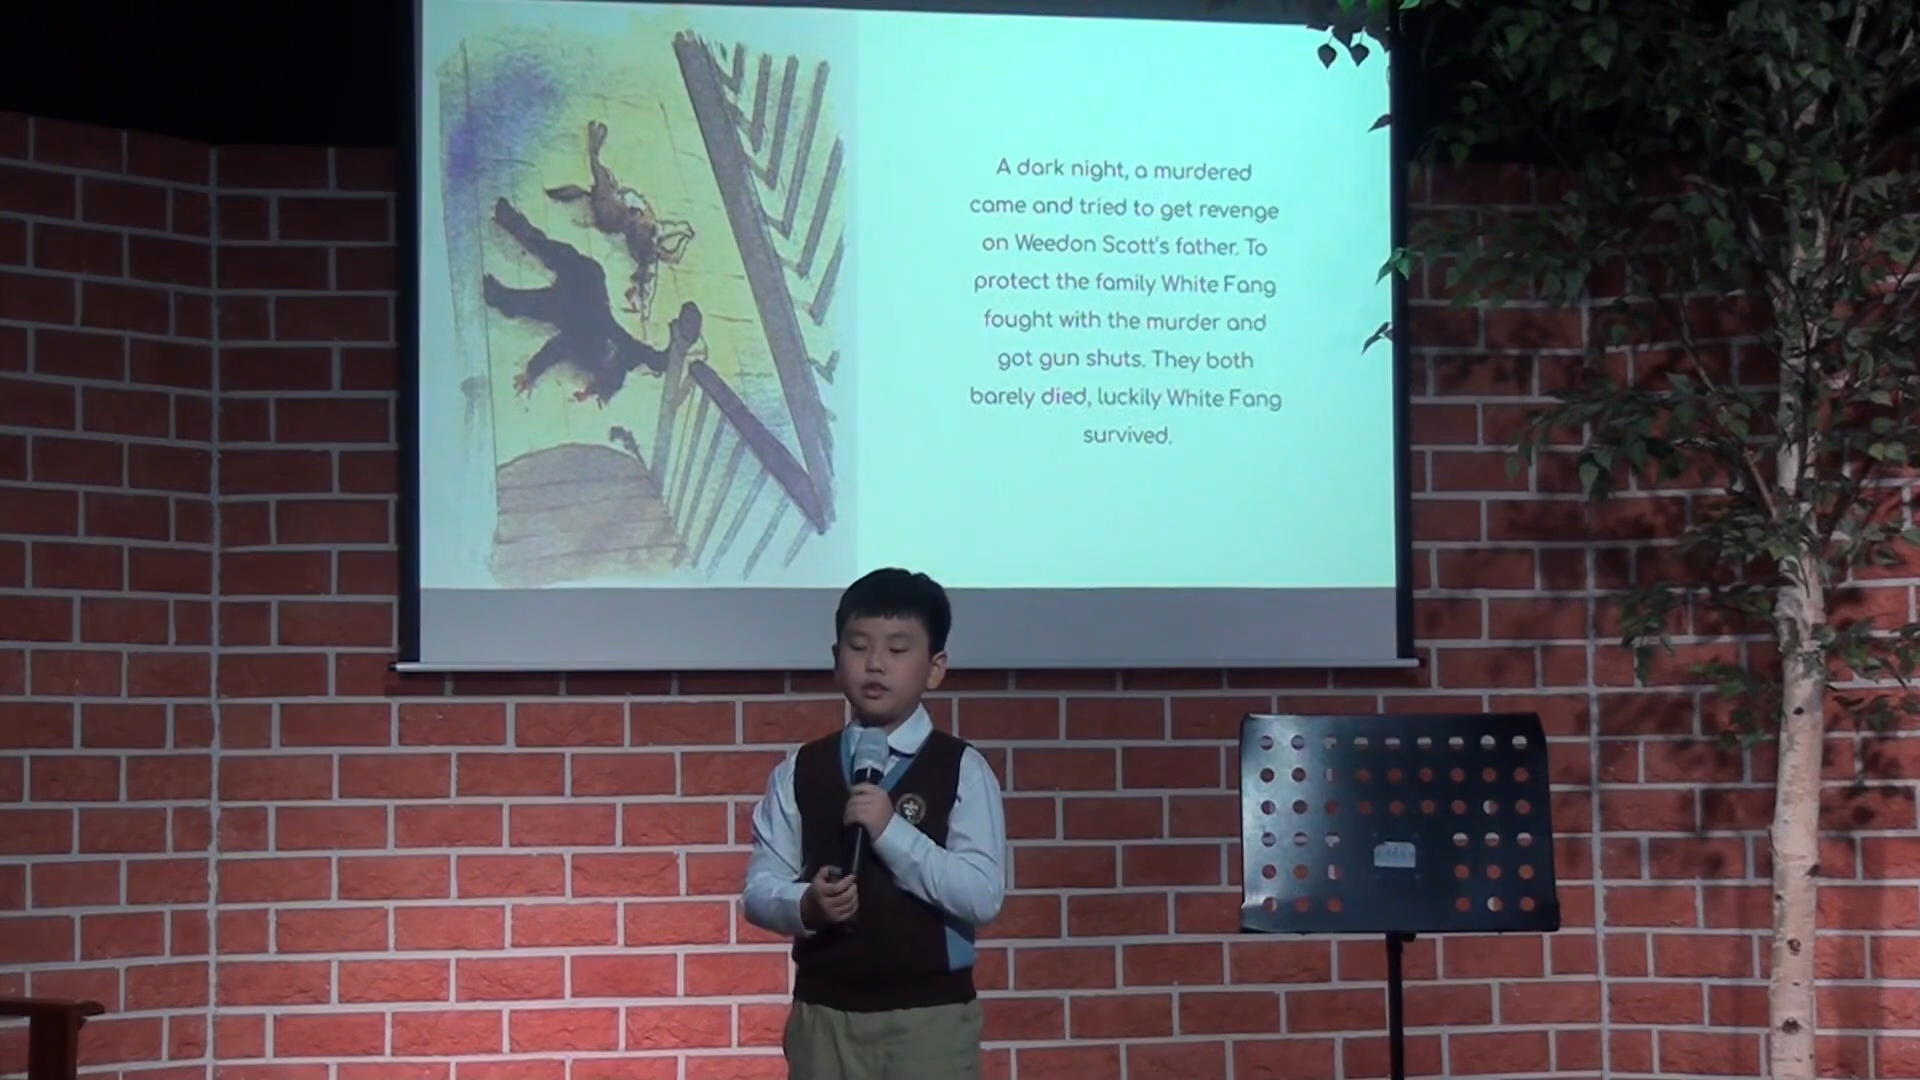 A dark night, a murdered
came and tried to get revenge
on Weedon Scott's father. To
protect the family White Fang
fought with the murder and
got gun shuts. They both
barely died, luckily White Fang
survived.